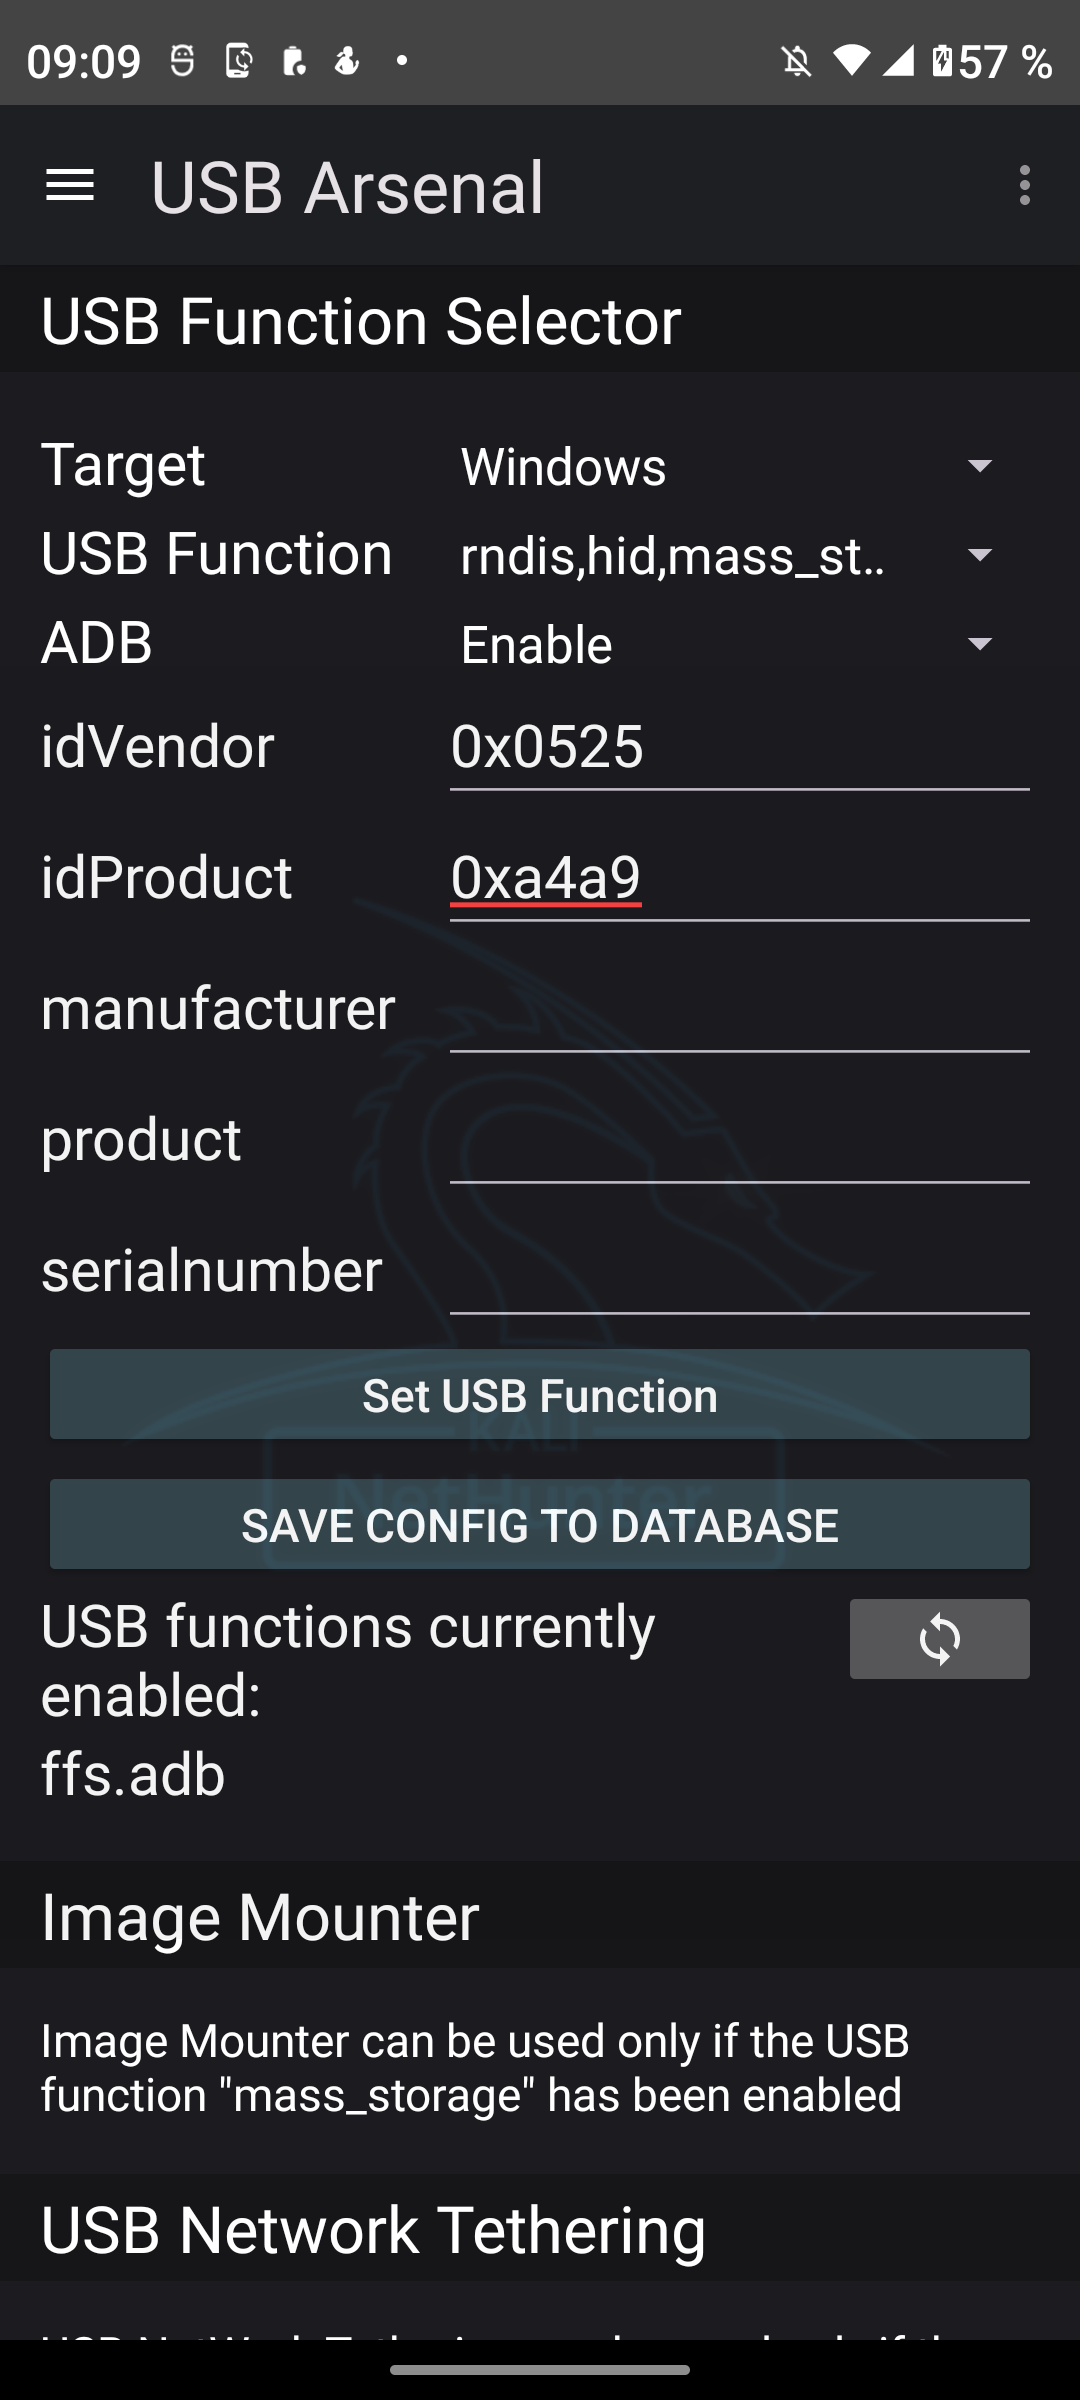 09:09
57 %
USB Arsenal
USB Function Selector
Target Windows
USB Function rndis,hid,mass_st..
ADB Enable
idVendor 0x0525
idProduct 0xa4a9
manufacturer
product
serialnumber
Set USB Function
KALI
NetHunter
SAVE CONFIG TO DATABASE
USB functions currently
enabled:
ffs.adb
Image Mounter
Image Mounter can be used only if the USB
function "mass_storage" has been enabled
USB Network Tethering